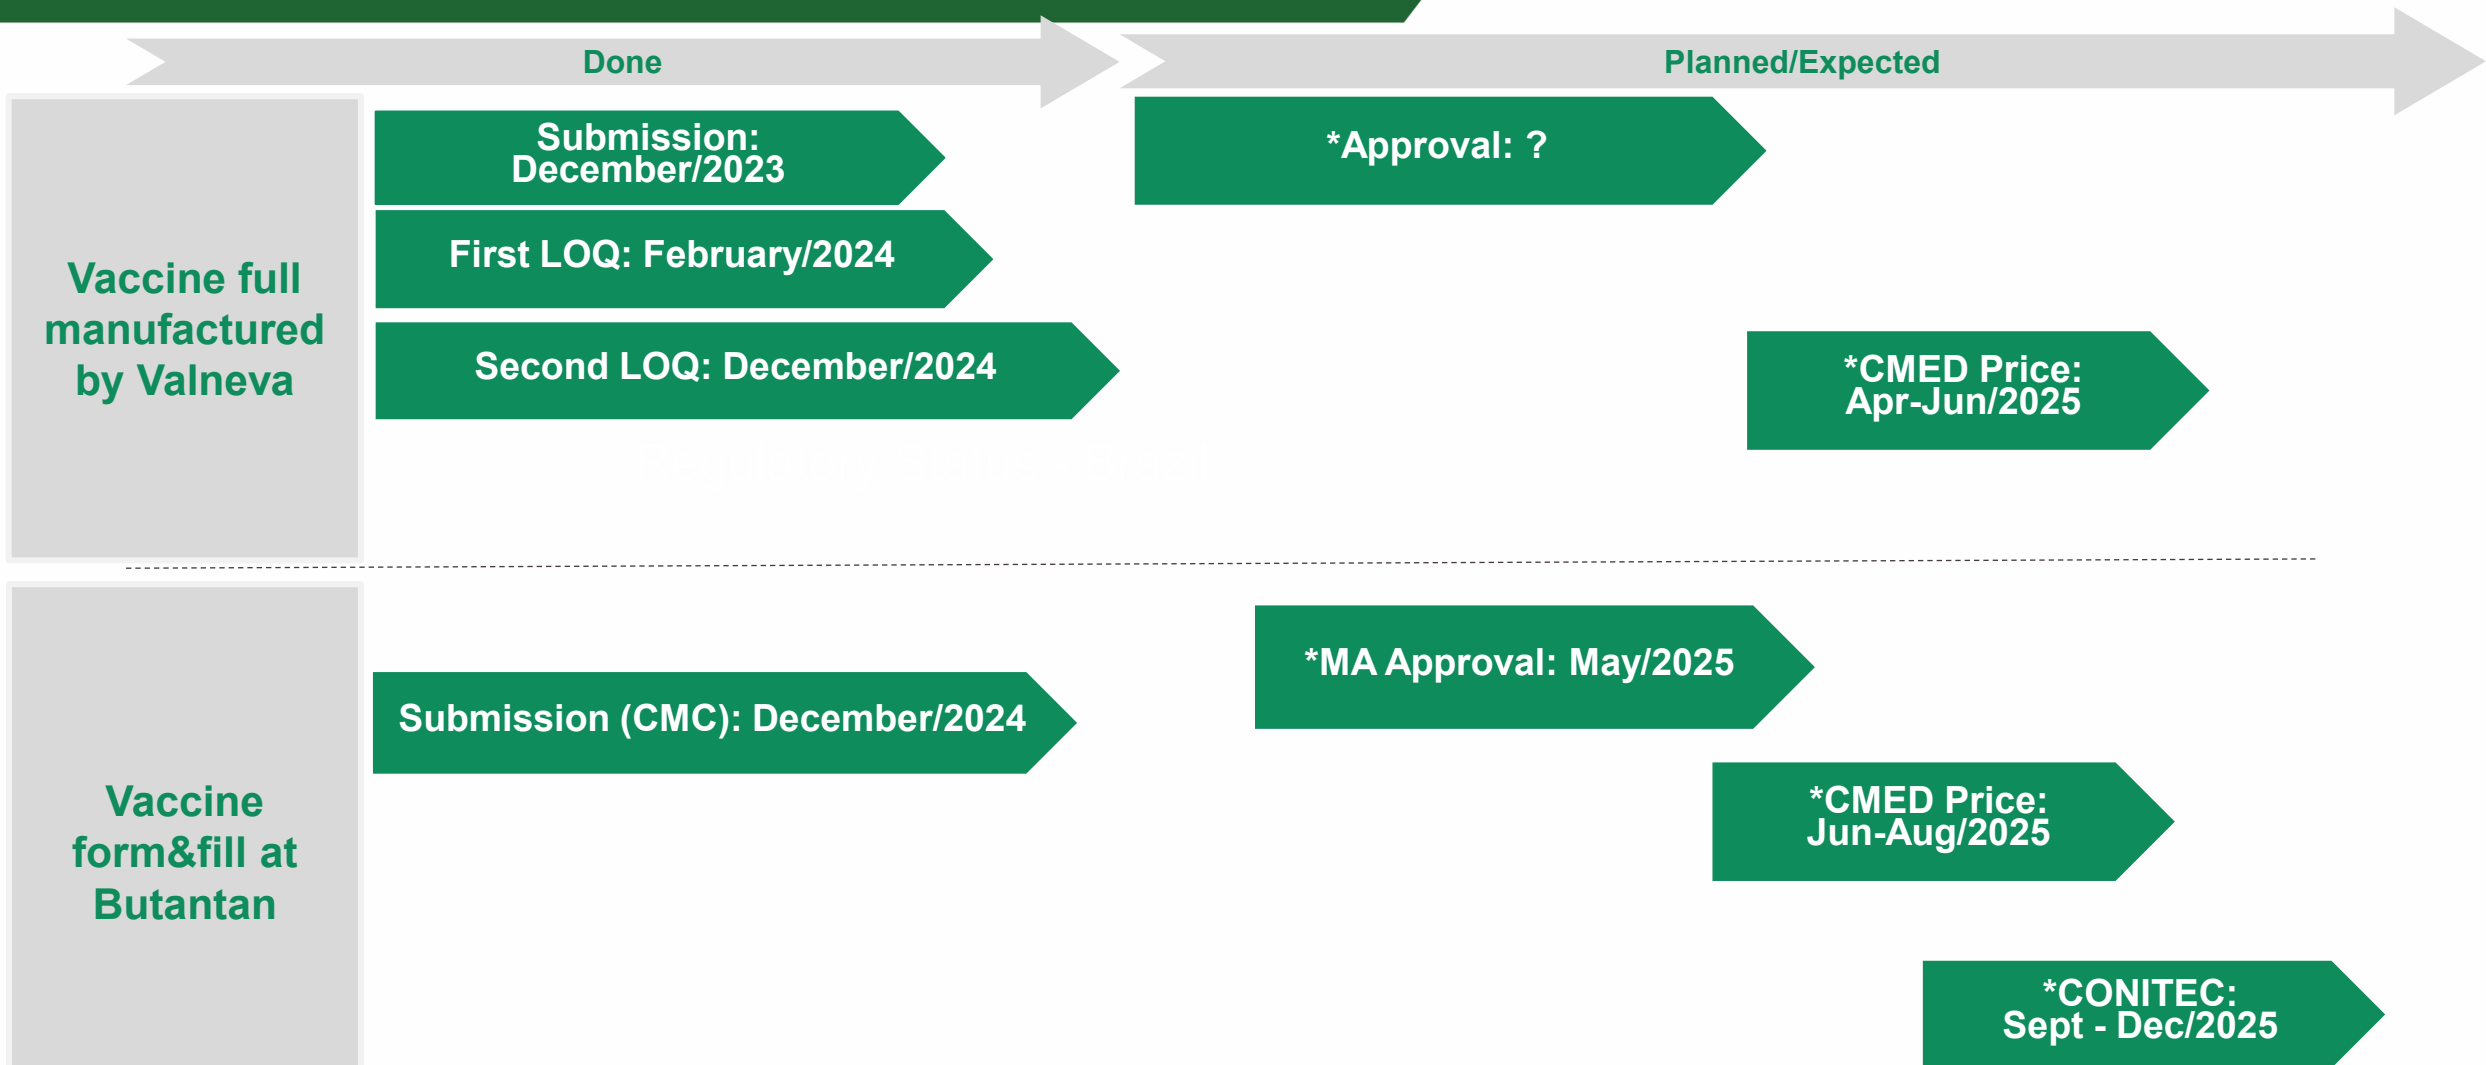 Done
Planned/Expected
Vaccine full
manufactured
by Valneva
Submission:
December/2023
First LOQ: February/2024
Second LOQ: December/2024
*Approval: ?
*CMED Price:
Apr-Jun/2025
Vaccine
form&fill at
Butantan
Submission (CMC): December/2024
*MA Approval: May/2025
*CMED Price:
Jun-Aug/2025
*CONITEC:
Sept - Dec/2025